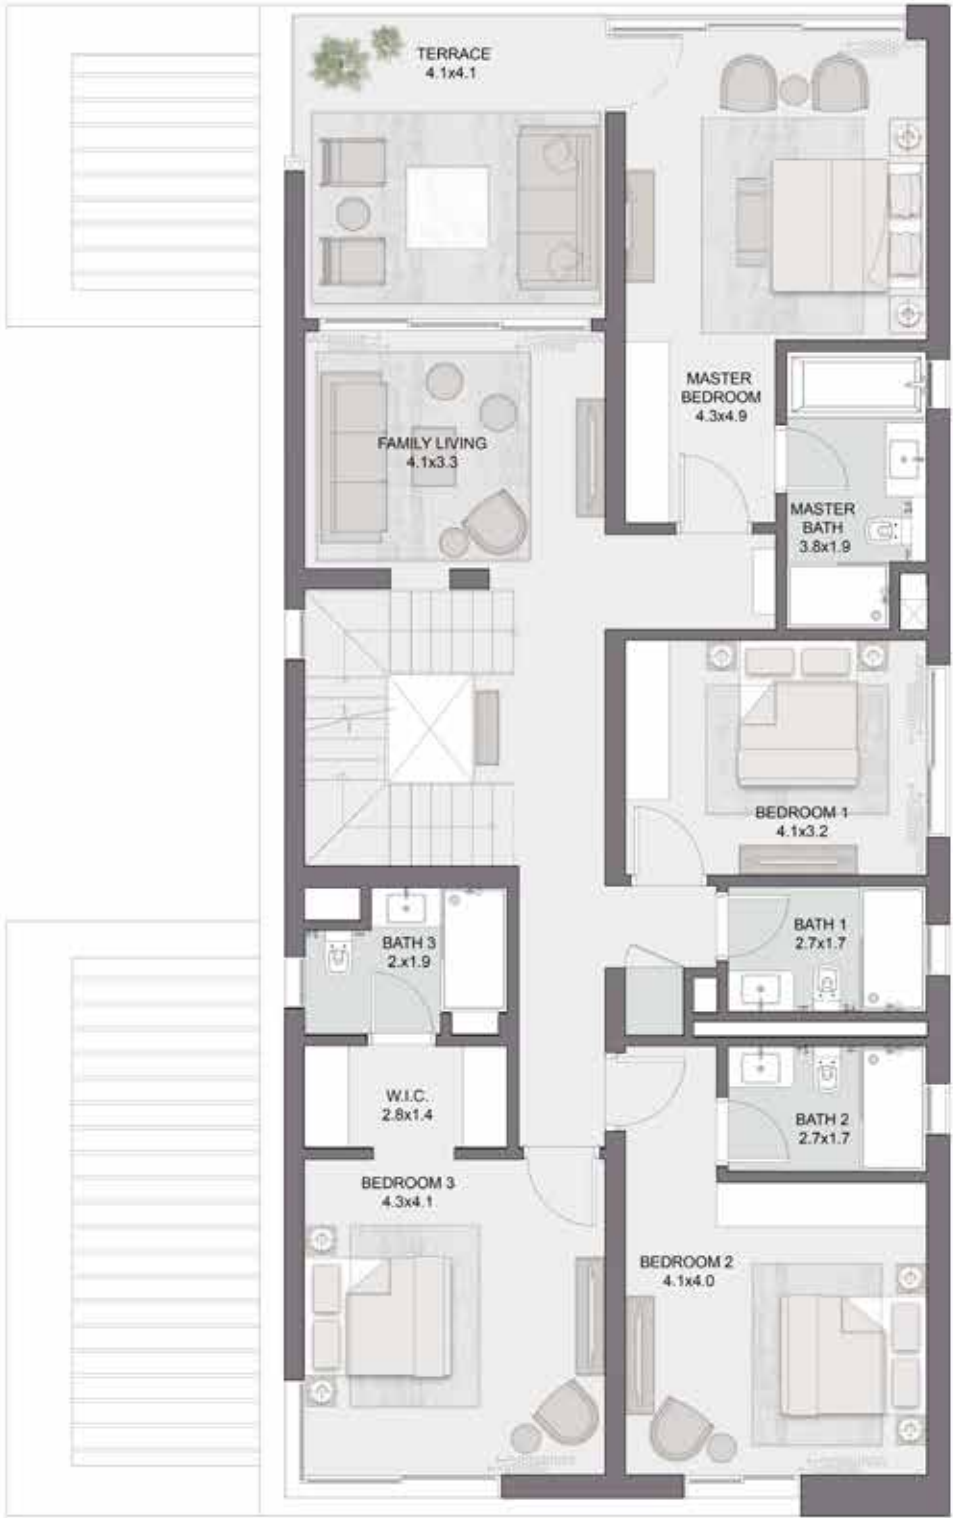 TERRACE
4.1x4.1
MASTER
BEDROOM
4.3x4.9
FAMILY LIVING
4.1x3.3
MASTER
BATH
3.8x1.9
BEDROOM 1
4.1x3.2
BATH 1
2.7x1.7
BATH 3
2.x1.9
W.I.C.
2.8x1.4
BATH 2
2.7x1.7
BEDROOM 3
4.3x4.1
BEDROOM 2
4.1x4.0